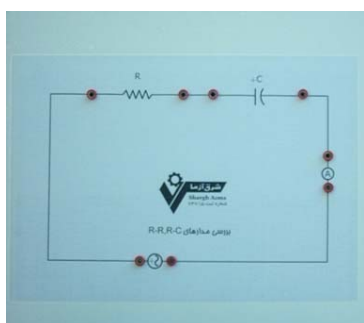 R
+C
A
شرق آزما
Shargh Azma
بررسی مدارهای R-R,R-C